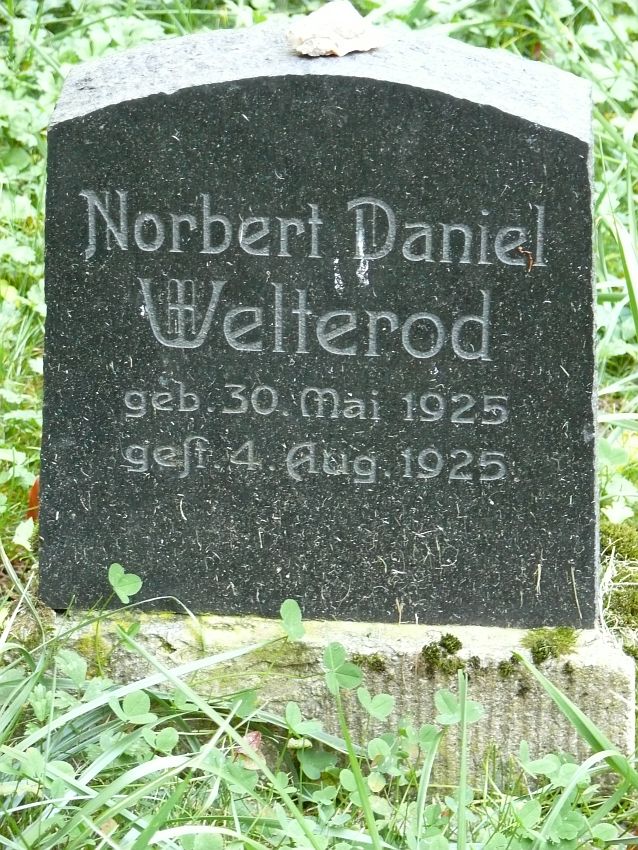 Norbert Daniel
Welterod
geb. 30. Mai 1925
geſt. 4. Aug. 1925.